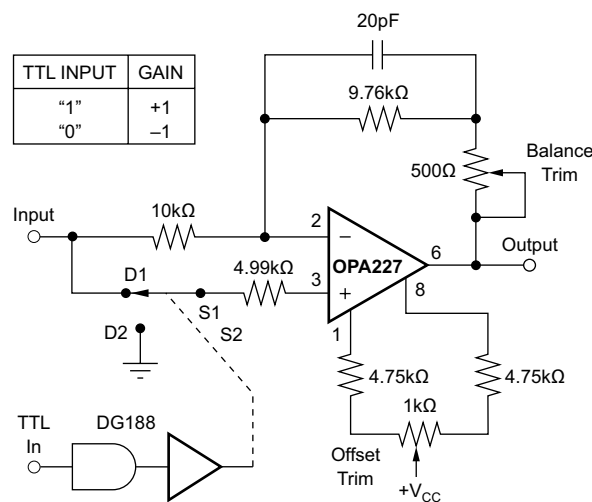 20pF
TTL INPUT GAIN
“1” +1
“0” –1
9.76kΩ
500Ω
Balance
Trim
Input
10kΩ
2
–
OPA227
6
Output
D1
4.99kΩ
3
+
8
S1
S2
D2
1
4.75kΩ
4.75kΩ
1kΩ
TTL
In
DG188
Offset
Trim
+VCC